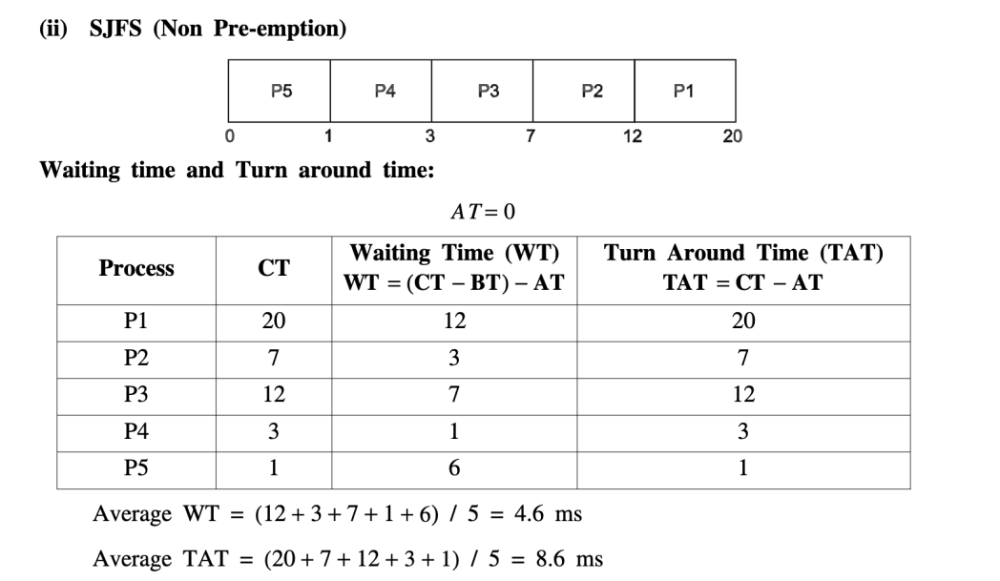 (ii) SJFS (Non Pre-emption)
P5 P4 P3 P2 P1
0 1 3 7 12 20
Waiting time and Turn around time:
AT= 0
Process CT Waiting Time (WT) Turn Around Time (TAT)
WT = (CT – BT) – AT TAT = CT – AT
P1 20 12 20
P2 7 3 7
P3 12 7 12
P4 3 1 3
P5 1 6 1
Average WT = (12 + 3 + 7 + 1 + 6) / 5 = 4.6 ms
Average TAT = (20 + 7 + 12 + 3 + 1) / 5 = 8.6 ms